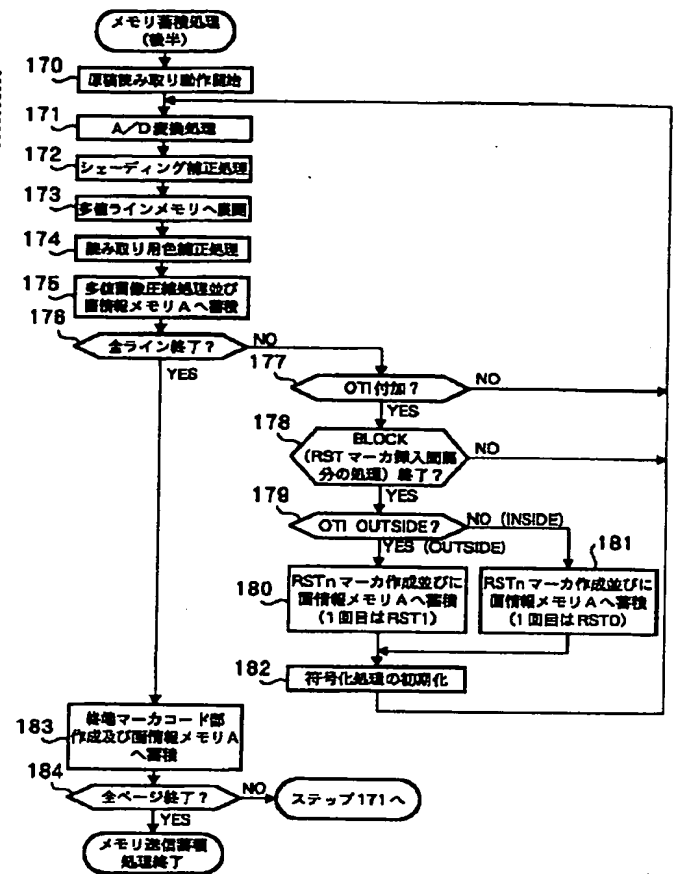 メモリ蓄積処理
(後半)
170
原稿読み取り動作開始
171
A/D変換処理
172
シェーディング補正処理
173
多値ラインメモリへ展開
174
読み取り用色補正処理
175
多値画像圧縮処理並び
画情報メモリAへ蓄積
176
全ライン終了?
NO
YES
177
OTI付加?
NO
YES
178
BLOCK
(RSTマーカ挿入間隔
分の処理)終了?
NO
YES
179
OTI OUTSIDE?
NO (INSIDE)
YES (OUTSIDE)
180
RSTnマーカ作成並びに
画情報メモリAへ蓄積
(1回目はRST1)
181
RSTnマーカ作成並びに
画情報メモリAへ蓄積
(1回目はRST0)
182
符号化処理の初期化
183
終端マーカコード部
作成及び画情報メモリA
へ蓄積
184
全ページ終了?
NO
ステップ171へ
YES
メモリ送信蓄積
処理終了